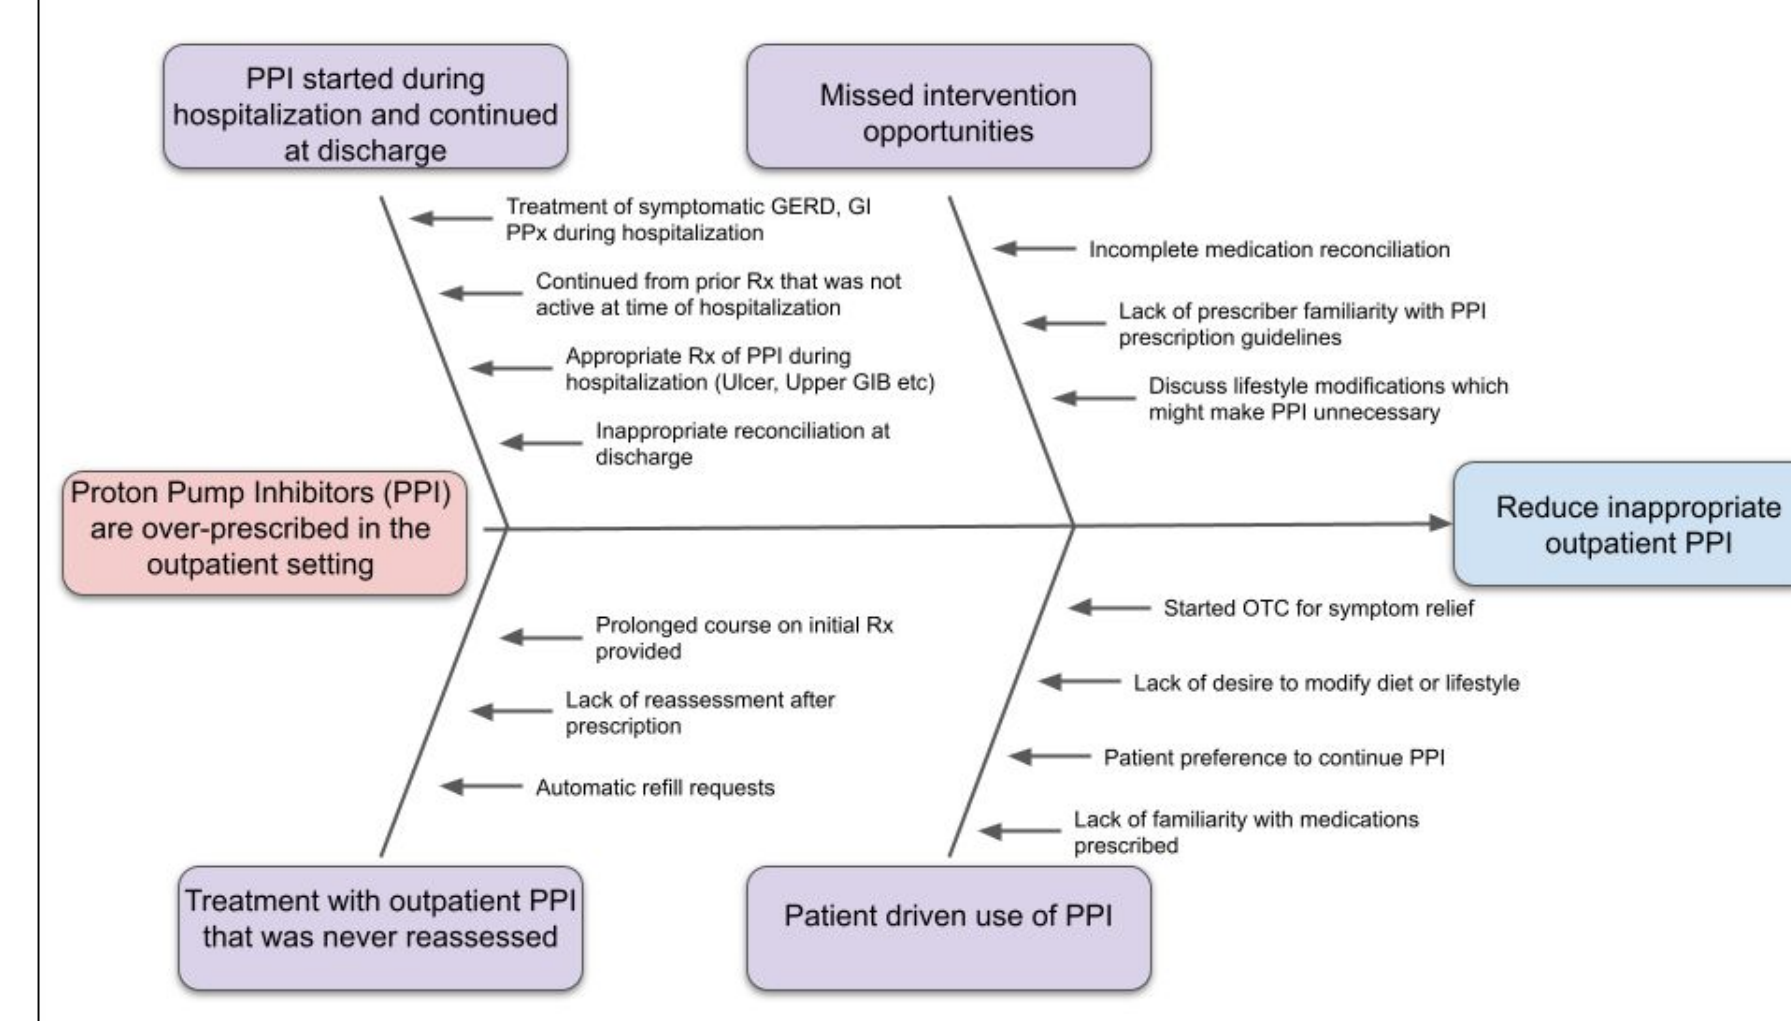 PPI started during
hospitalization and continued
at discharge
Missed intervention
opportunities
Treatment of symptomatic GERD, GI
PPx during hospitalization
Continued from prior Rx that was not
active at time of hospitalization
Appropriate Rx of PPI during
hospitalization (Ulcer, Upper GIB etc)
Inappropriate reconciliation at
discharge
Incomplete medication reconciliation
Lack of prescriber familiarity with PPI
prescription guidelines
Discuss lifestyle modifications which
might make PPI unnecessary
Proton Pump Inhibitors (PPI)
are over-prescribed in the
outpatient setting
Reduce inappropriate
outpatient PPI
Prolonged course on initial Rx
provided
Lack of reassessment after
prescription
Automatic refill requests
Started OTC for symptom relief
Lack of desire to modify diet or lifestyle
Patient preference to continue PPI
Lack of familiarity with medications
prescribed
Treatment with outpatient PPI
that was never reassessed
Patient driven use of PPI